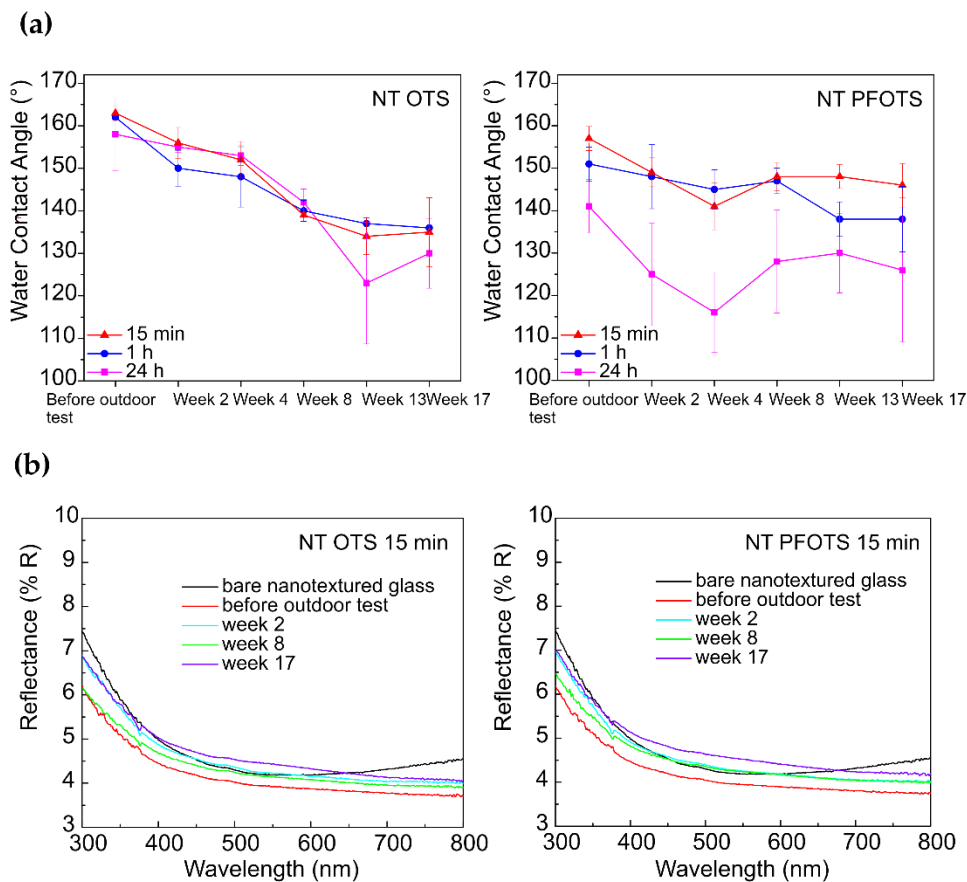 (a)
170
160
150
140
130
120
110
100
Water Contact Angle (°)
NT OTS
15 min
1 h
24 h
Before outdoor
test
Week 2
Week 4
Week 8
Week 13
Week 17
170
160
150
140
130
120
110
100
Water Contact Angle (°)
NT PFOTS
15 min
1 h
24 h
Before outdoor
test
Week 2
Week 4
Week 8
Week 13
Week 17
(b)
10
9
8
7
6
5
4
3
Reflectance (% R)
NT OTS 15 min
bare nanotextured glass
before outdoor test
week 2
week 8
week 17
300 400 500 600 700 800
Wavelength (nm)
10
9
8
7
6
5
4
3
Reflectance (% R)
NT PFOTS 15 min
bare nanotextured glass
before outdoor test
week 2
week 8
week 17
300 400 500 600 700 800
Wavelength (nm)